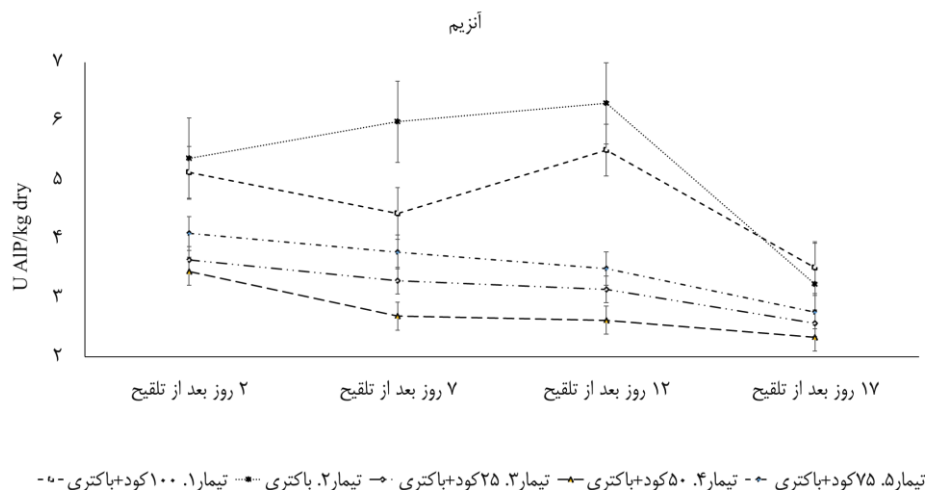 آنزیم
۷
۶
۵
۴
۳
۲
U AlP/kg dry
۲ روز بعد از تلقیح ۷ روز بعد از تلقیح ۱۲ روز بعد از تلقیح ۱۷ روز بعد از تلقیح
تیمار۱. ۱۰۰کود+باکتری تیمار۲. باکتری تیمار۳. ۲۵کود+باکتری تیمار۴. ۵۰کود+باکتری تیمار۵. ۷۵کود+باکتری